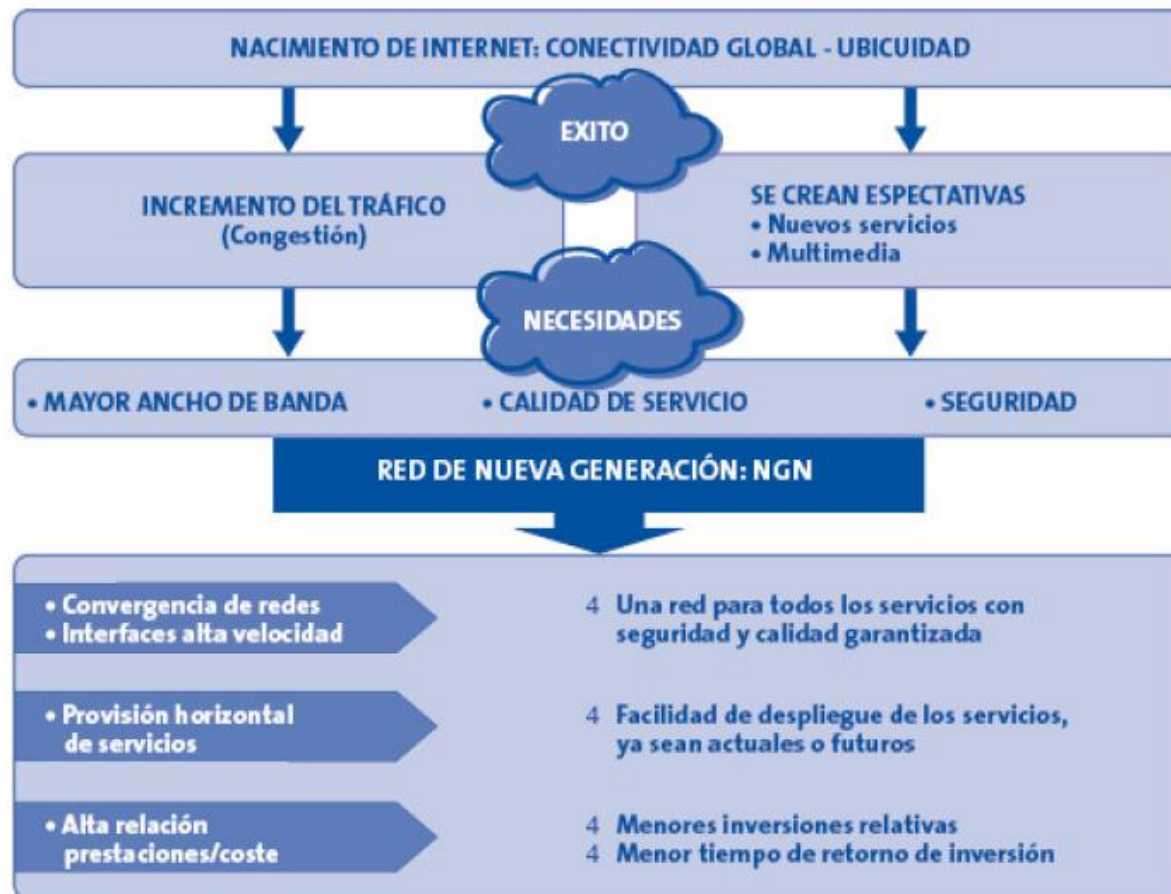 NACIMIENTO DE INTERNET: CONECTIVIDAD GLOBAL - UBICUIDAD
EXITO
INCREMENTO DEL TRÁFICO
(Congestión)
SE CREAN ESPECTATIVAS
• Nuevos servicios
• Multimedia
NECESIDADES
• MAYOR ANCHO DE BANDA
• CALIDAD DE SERVICIO
• SEGURIDAD
RED DE NUEVA GENERACIÓN: NGN
• Convergencia de redes
• Interfaces alta velocidad
4 Una red para todos los servicios con
seguridad y calidad garantizada
• Provisión horizontal
de servicios
4 Facilidad de despliegue de los servicios,
ya sean actuales o futuros
• Alta relación
prestaciones/coste
4 Menores inversiones relativas
4 Menor tiempo de retorno de inversión